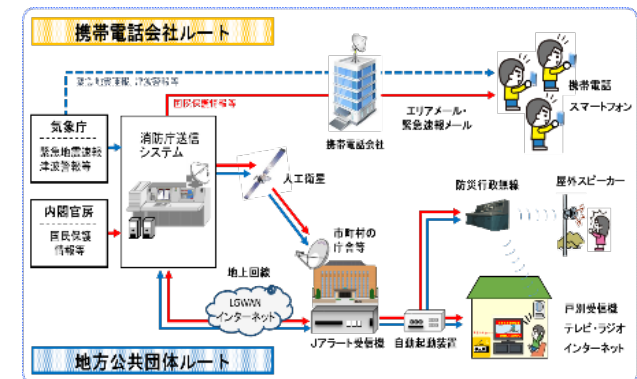 携帯電話会社ルート
緊急地震速報、津波警報等
国民保護情報等
エリアメール・
緊急速報メール
携帯電話
スマートフォン
携帯電話会社
気象庁
緊急地震速報
津波警報等
消防庁送信
システム
人工衛星
内閣官房
国民保護
情報等
市町村の
庁舎等
防災行政無線
屋外スピーカー
地上回線
LGWAN
インターネット
Jアラート受信機
自動起動装置
戸別受信機
テレビ・ラジオ
インターネット
地方公共団体ルート